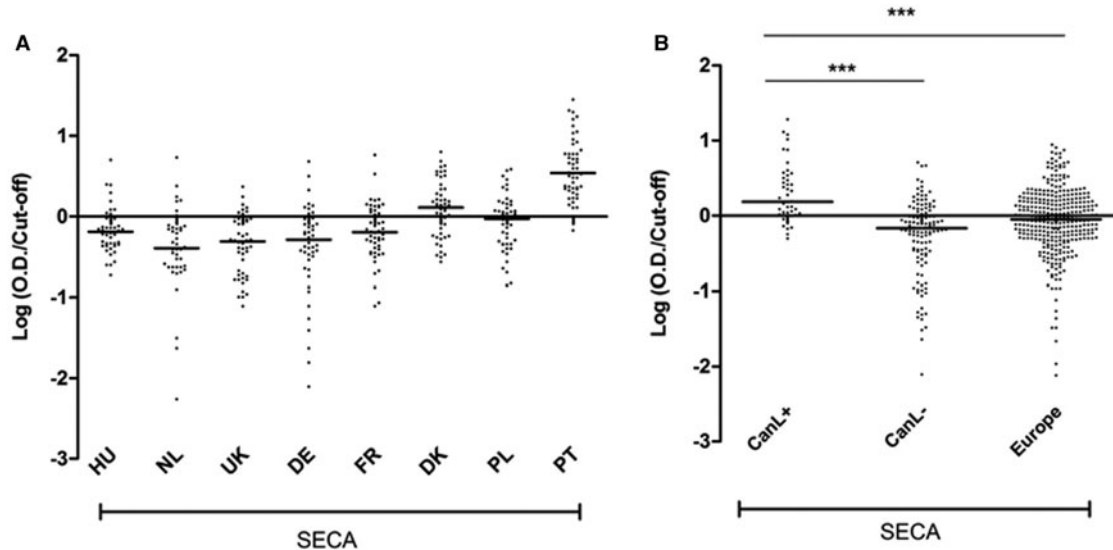 A
2
1
0
-1
-2
-3
Log (O.D./Cut-off)
HU
NL
UK
DE
FR
DK
PL
PT
SECA
B
***
***
2
1
0
-1
-2
-3
Log (O.D./Cut-off)
CanL+
CanL-
Europe
SECA